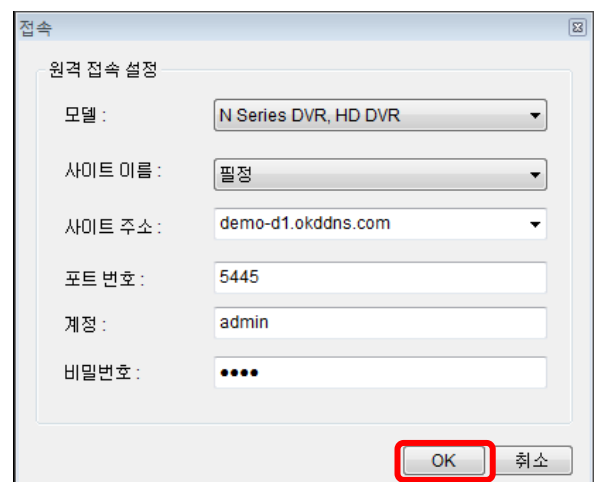 접속
원격 접속 설정
모델 : N Series DVR, HD DVR
사이트 이름 : 필정
사이트 주소 : demo-d1.okddns.com
포트 번호 : 5445
계정 : admin
비밀번호 : ●●●●
OK 취소